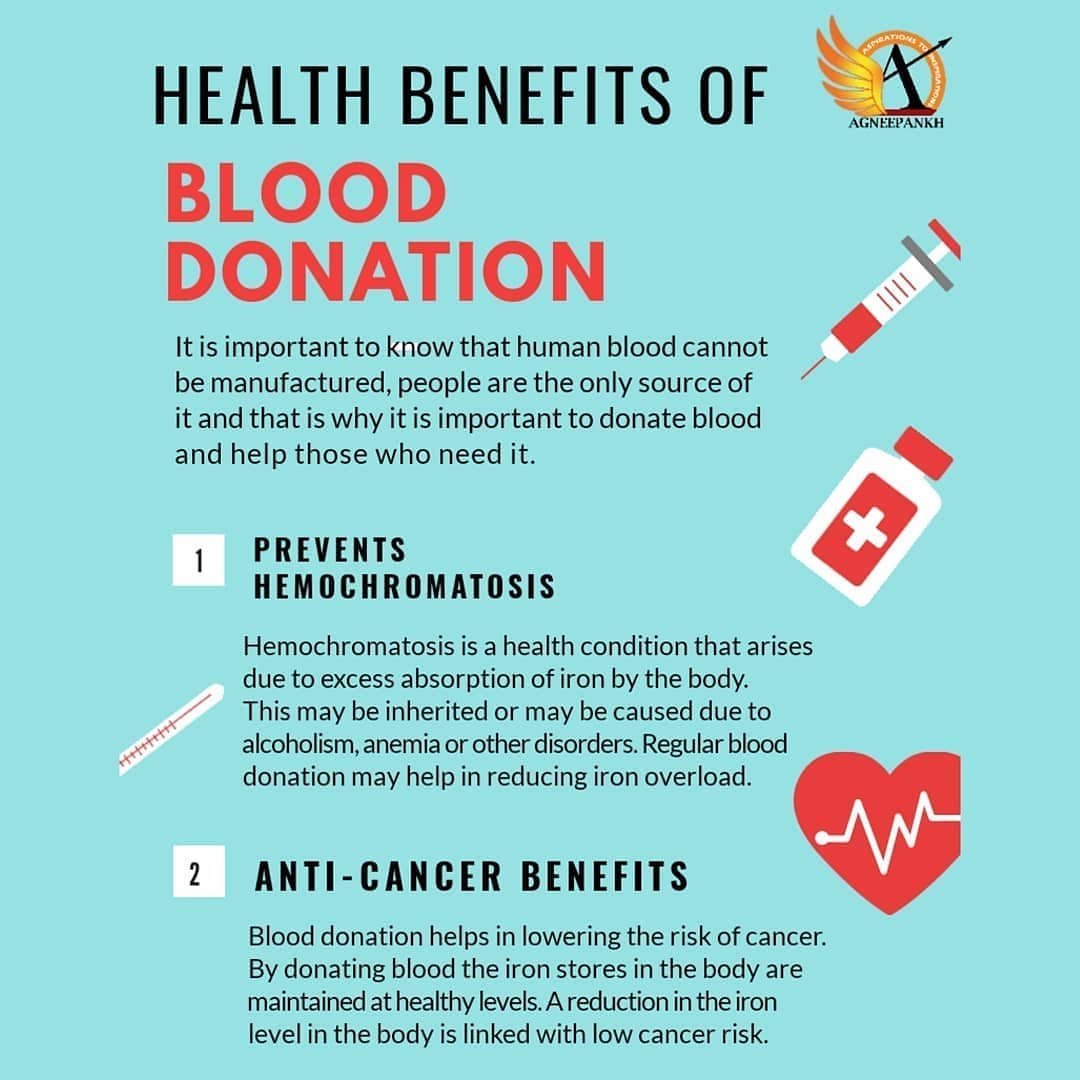 HEALTH BENEFITS OF
ASPIRATIONS TO INSPIRATIONS
A
AGNEEPANKH
BLOOD
DONATION
It is important to know that human blood cannot
be manufactured, people are the only source of
it and that is why it is important to donate blood
and help those who need it.
1
PREVENTS
HEMOCHROMATOSIS
Hemochromatosis is a health condition that arises
due to excess absorption of iron by the body.
This may be inherited or may be caused due to
alcoholism, anemia or other disorders. Regular blood
donation may help in reducing iron overload.
2
ANTI-CANCER BENEFITS
Blood donation helps in lowering the risk of cancer.
By donating blood the iron stores in the body are
maintained at healthy levels. A reduction in the iron
level in the body is linked with low cancer risk.